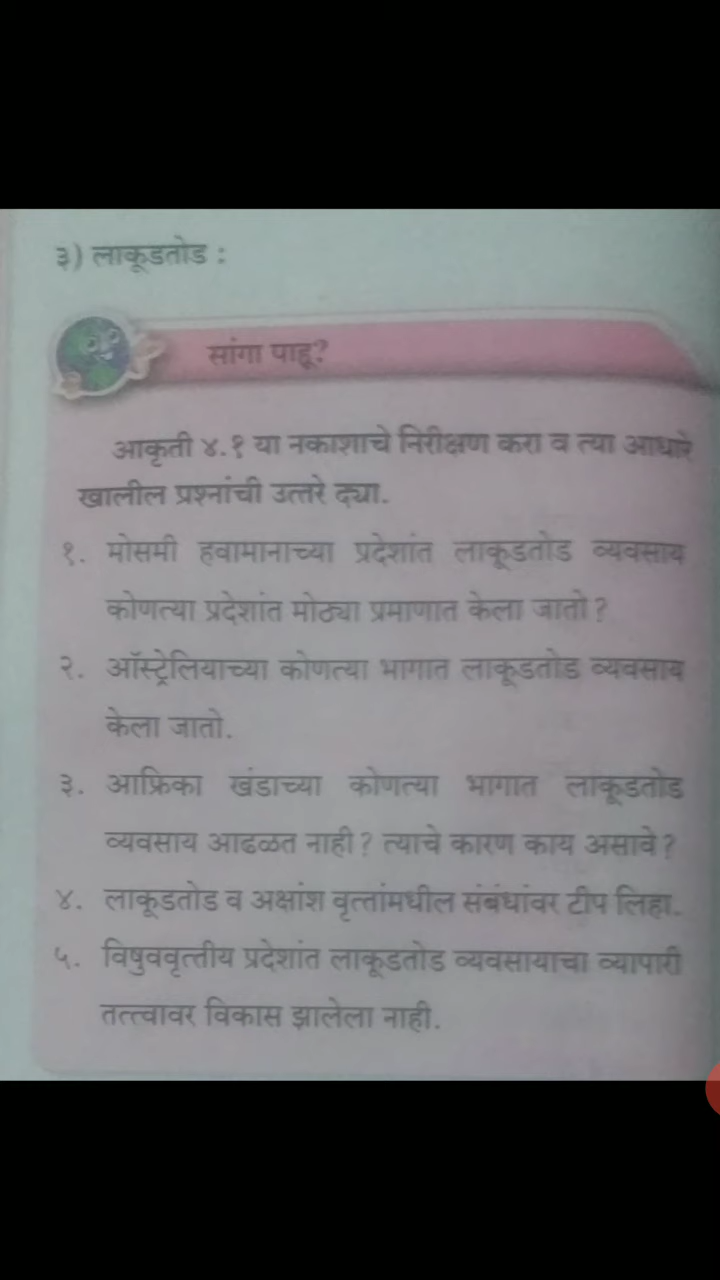 ३) लाकूडतोड :
सांगा पाहू?
आकृती ४.१ या नकाशाचे निरीक्षण करा व त्या आधारे
खालील प्रश्नांची उत्तरे द्या.
१. मोसमी हवामानाच्या प्रदेशांत लाकूडतोड व्यवसाय
कोणत्या प्रदेशांत मोठ्या प्रमाणात केला जातो?
२. ऑस्ट्रेलियाच्या कोणत्या भागात लाकूडतोड व्यवसाय
केला जातो.
३. आफ्रिका खंडाच्या कोणत्या भागात लाकूडतोड
व्यवसाय आढळत नाही? त्याचे कारण काय असावे?
४. लाकूडतोड व अक्षांश वृत्तांमधील संबंधांवर टीप लिहा.
५. विषुववृत्तीय प्रदेशांत लाकूडतोड व्यवसायाचा व्यापारी
तत्त्वावर विकास झालेला नाही.